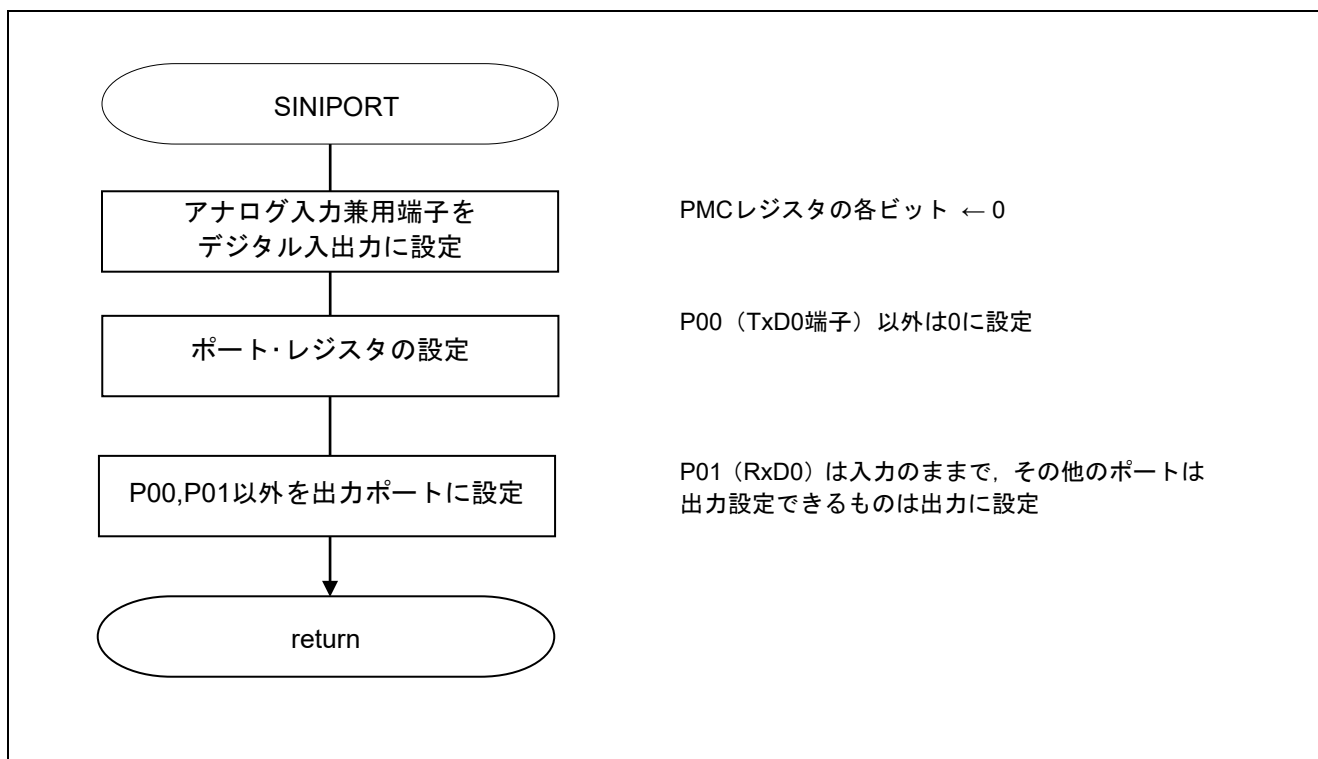 SINIPORT
アナログ入力兼用端子を
デジタル入出力に設定
PMCレジスタの各ビット ← 0
ポート･レジスタの設定
P00（TxD0端子）以外は0に設定
P00,P01以外を出力ポートに設定
P01（RxD0）は入力のままで，その他のポートは
出力設定できるものは出力に設定
return